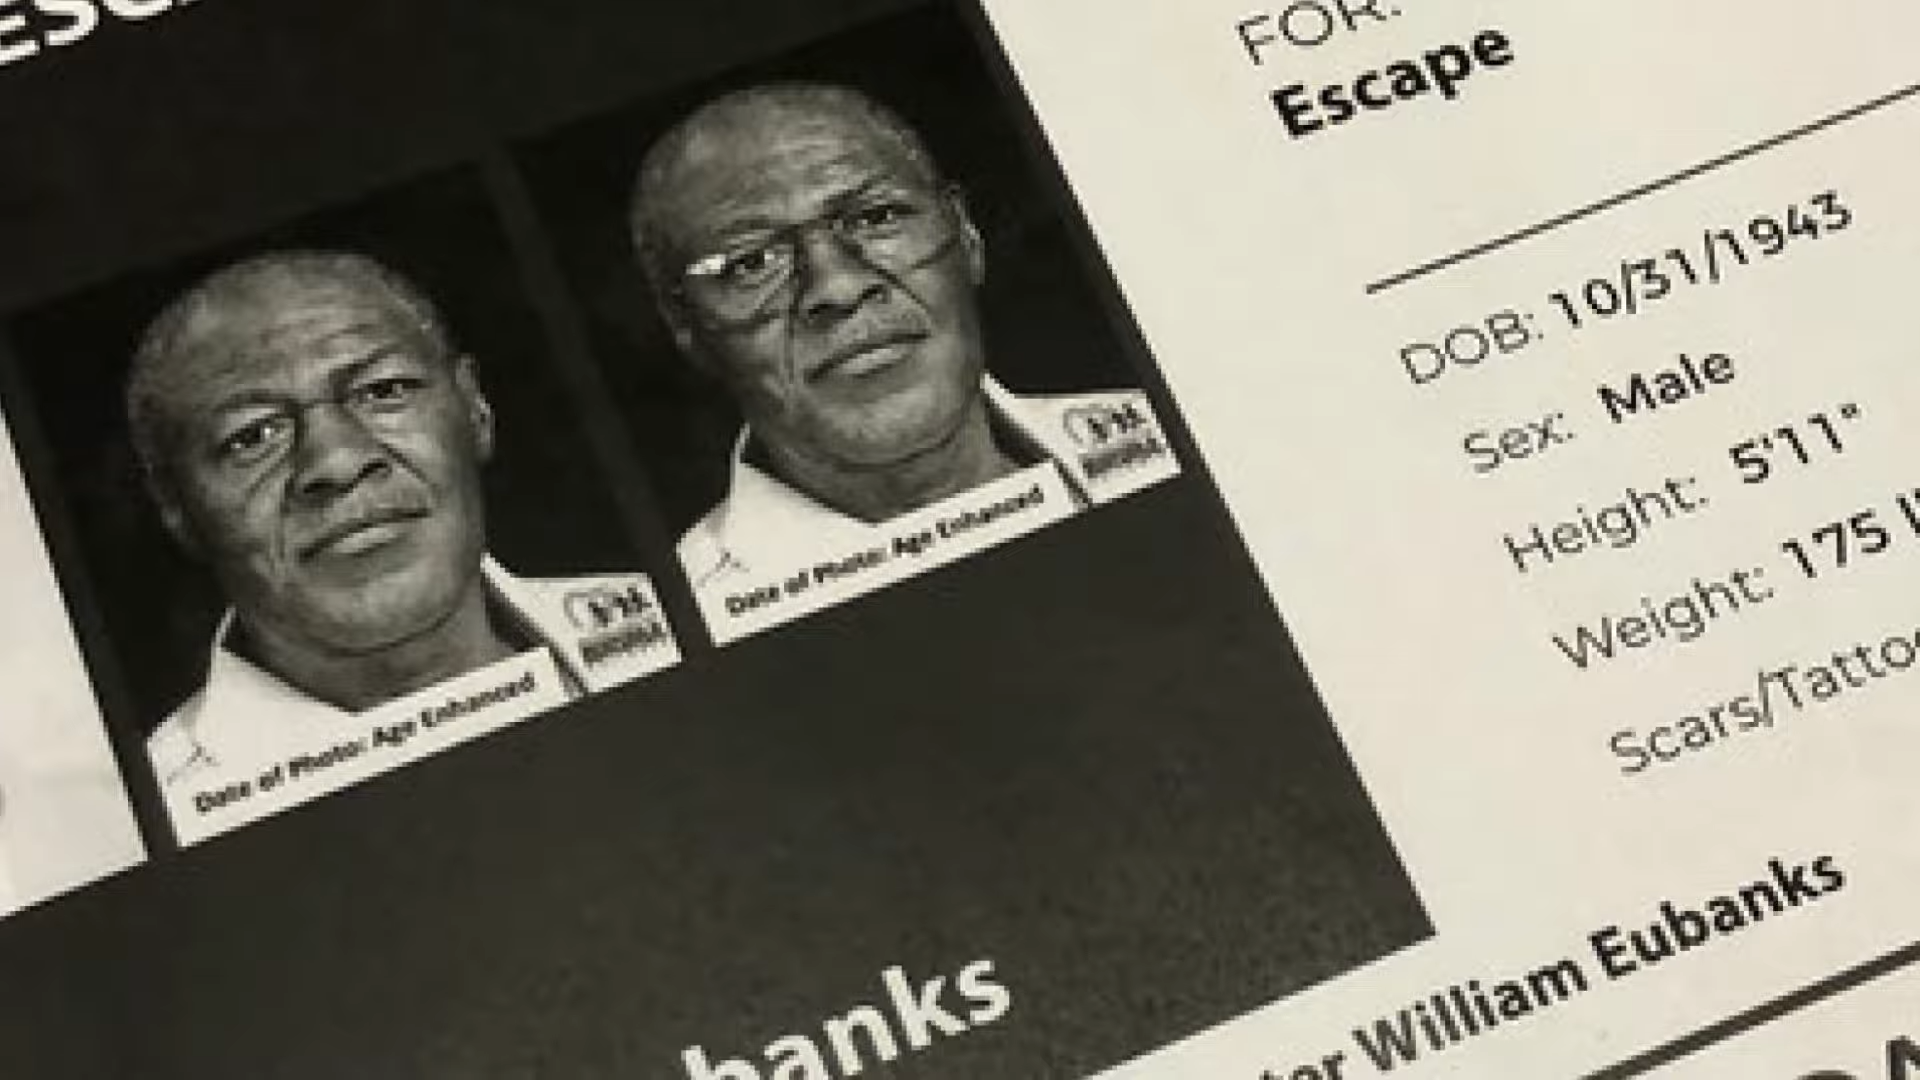 FOR:
Escape
DOB: 10/31/1943
Sex: Male
Height: 5'11"
Weight: 175
Date of Photo: Age Enhanced
Date of Photo: Age Enhanced
William Eubanks
banks